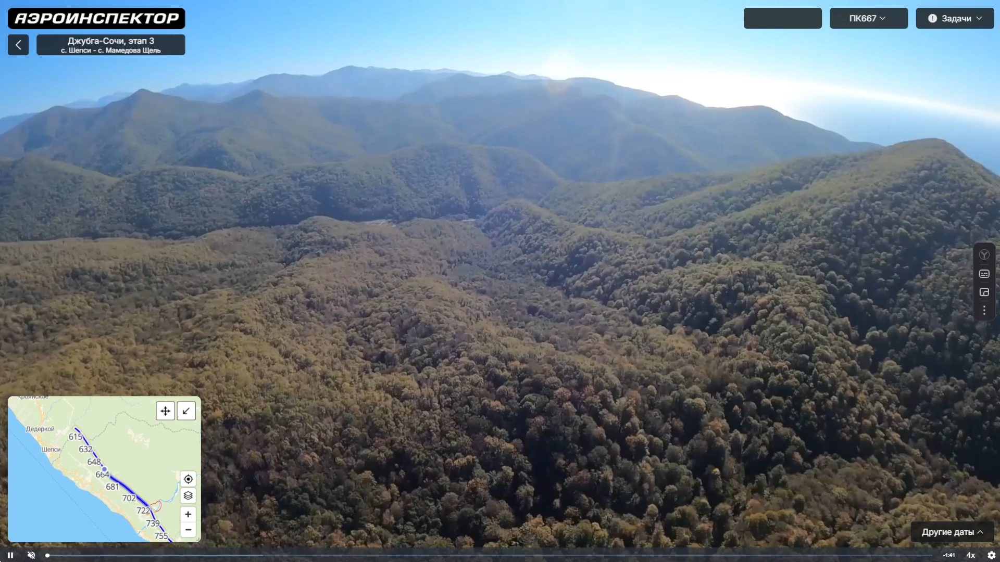 АЭРОИНСПЕКТОР
ПК667
Задачи
Джубга-Сочи, этап 3
с. Шепси - с. Мамедова Щель
Дедеркой
615
Шепси
632
648
664
681
702
722
739
755
Другие даты
-1:41
4x